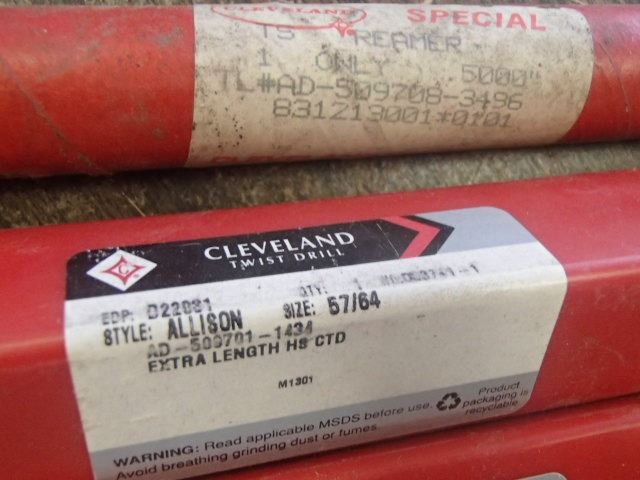 CLEVELAND
SPECIAL
TS REAMER
1 ONLY .5000"
TL#AD-509708-3496
831213001*0101
CLEVELAND
TWIST DRILL
EDP: D22081 QTY: 1
STYLE: ALLISON SIZE: 57/64
AD-509701-1434
EXTRA LENGTH HS CTD
M1301
Product
packaging is
recyclable.
WARNING: Read applicable MSDS before use.
Avoid breathing grinding dust or fumes.